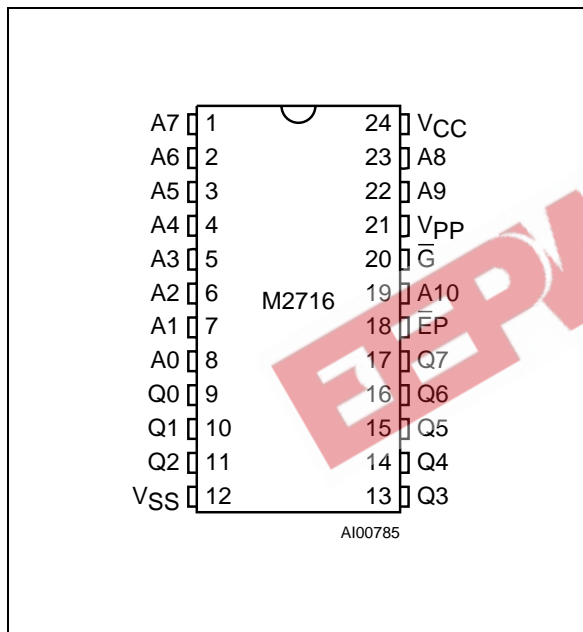 A7 1 24 VCC
A6 2 23 A8
A5 3 22 A9
A4 4 21 VPP
A3 5 20 G̅
A2 6 19 A10
M2716
A1 7 18 E̅P
A0 8 17 Q7
Q0 9 16 Q6
Q1 10 15 Q5
Q2 11 14 Q4
VSS 12 13 Q3
AI00785